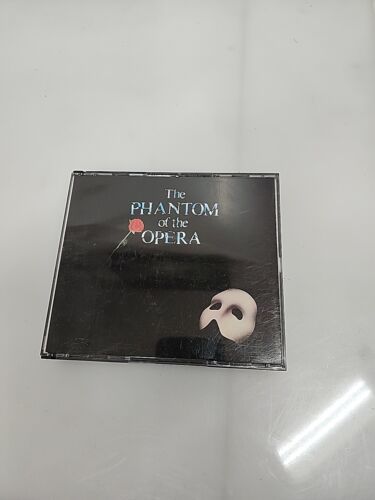 The
PHANTOM
of the
OPERA